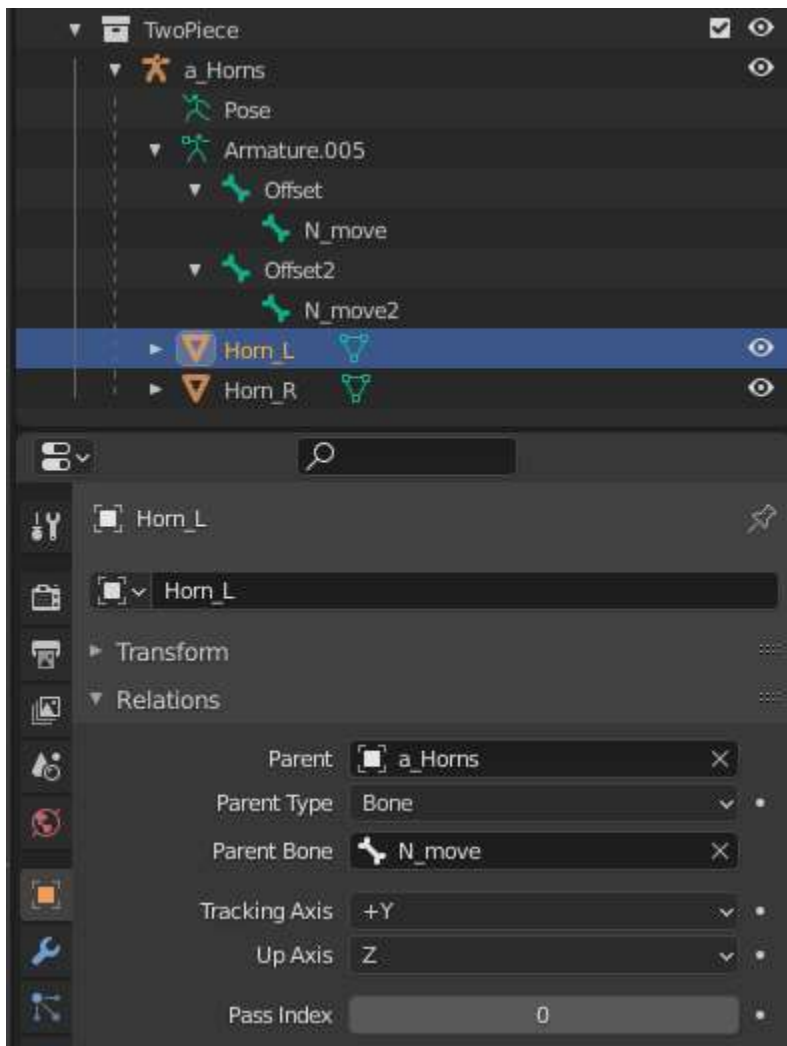 TwoPiece
a_Horns
Pose
Armature.005
Offset
N_move
Offset2
N_move2
Horn_L
Horn_R
Horn_L
Horn_L
Transform
Relations
Parent a_Horns
Parent Type Bone
Parent Bone N_move
Tracking Axis +Y
Up Axis Z
Pass Index 0